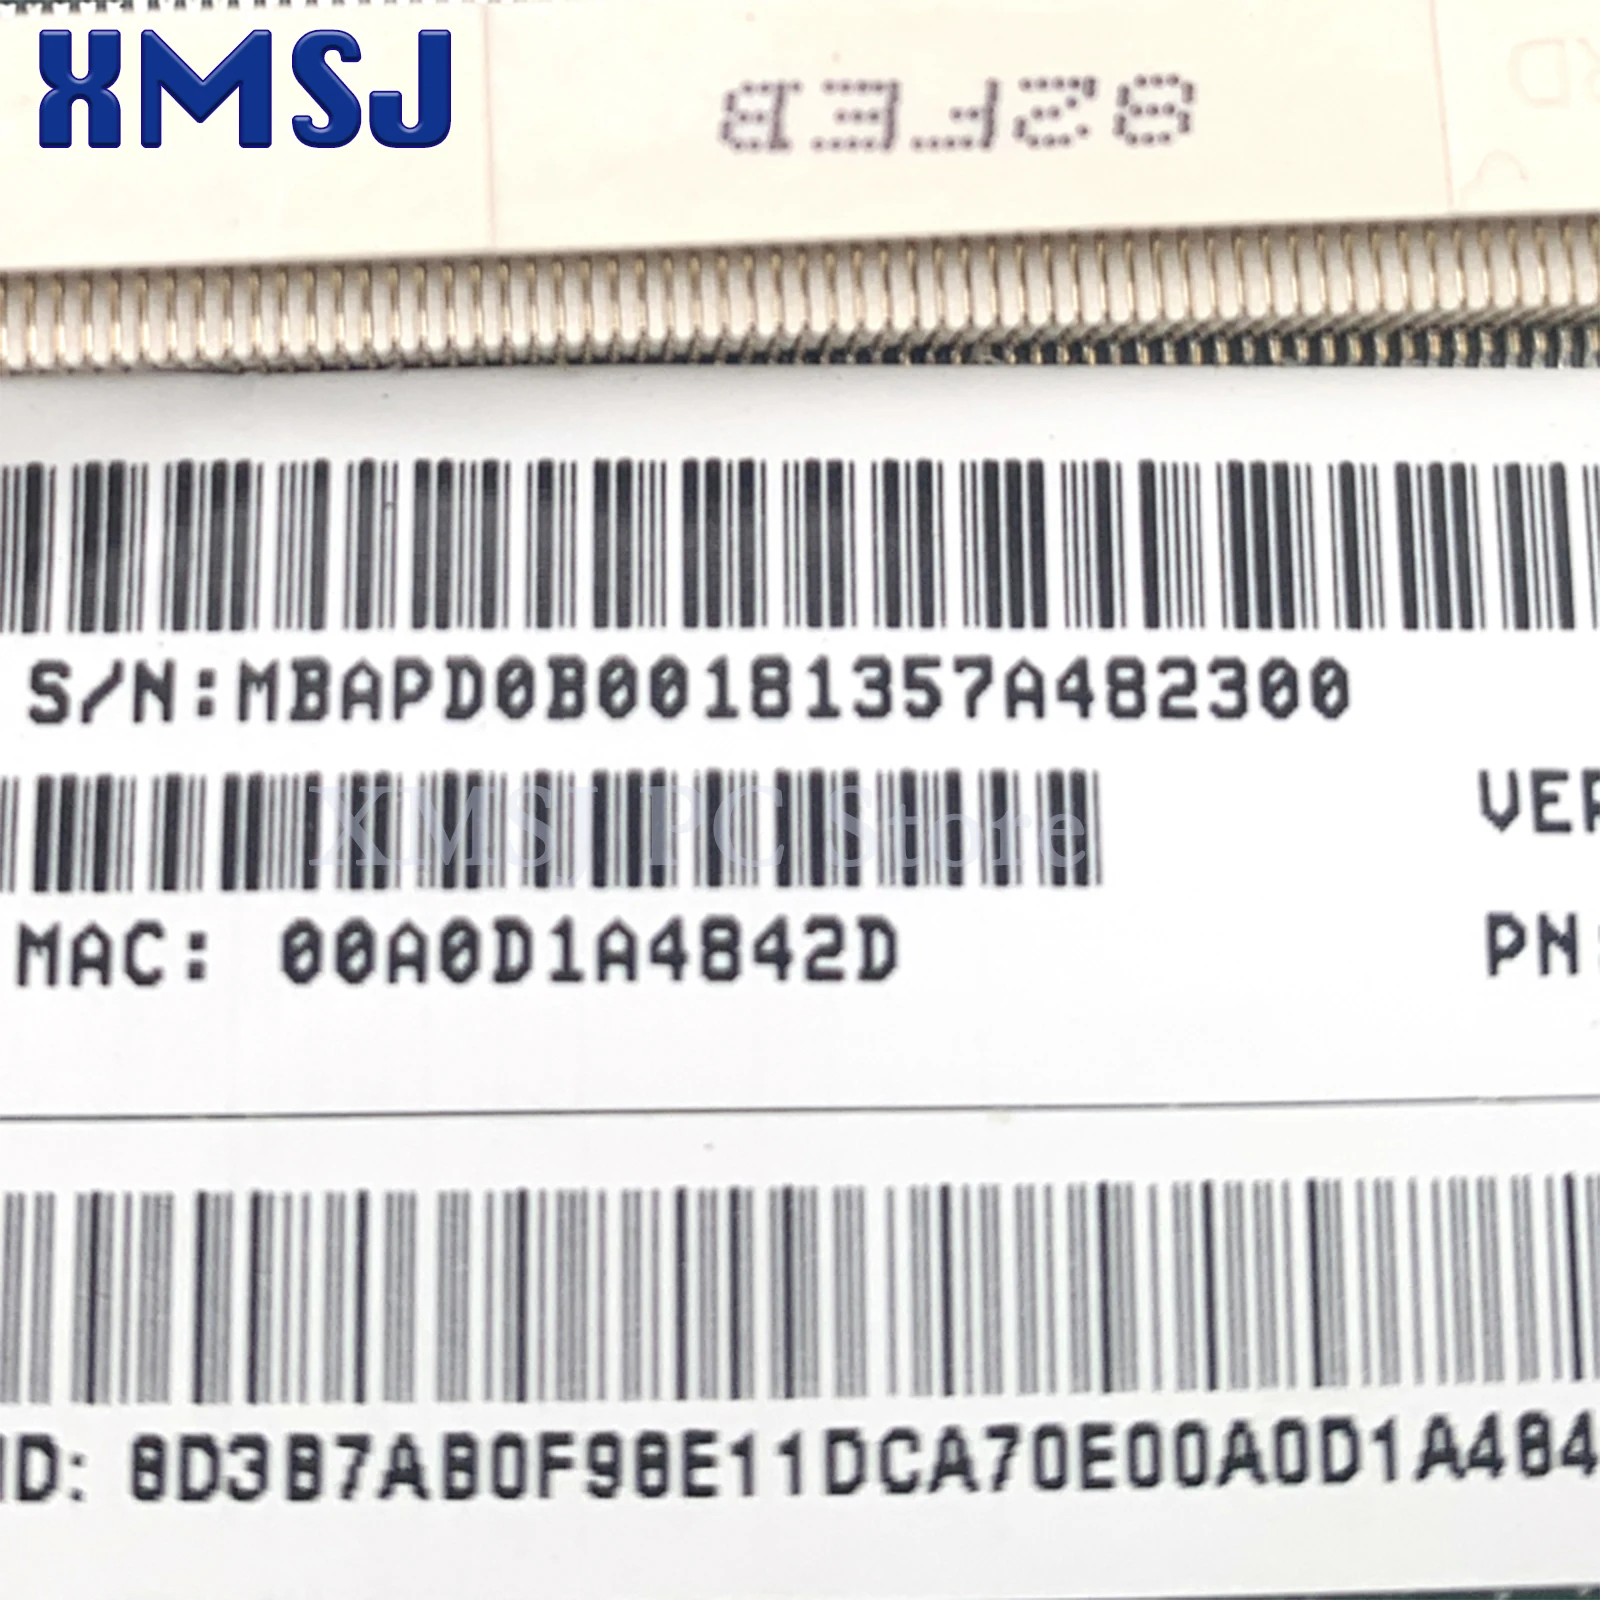 XMSJ
82FEB
S/N:MBAPD0B00181357A482300
XMSJ PC Store
VER
MAC: 00A0D1A4842D
PN:
ID: 8D3B7AB0F98E11DCA70E00A0D1A484